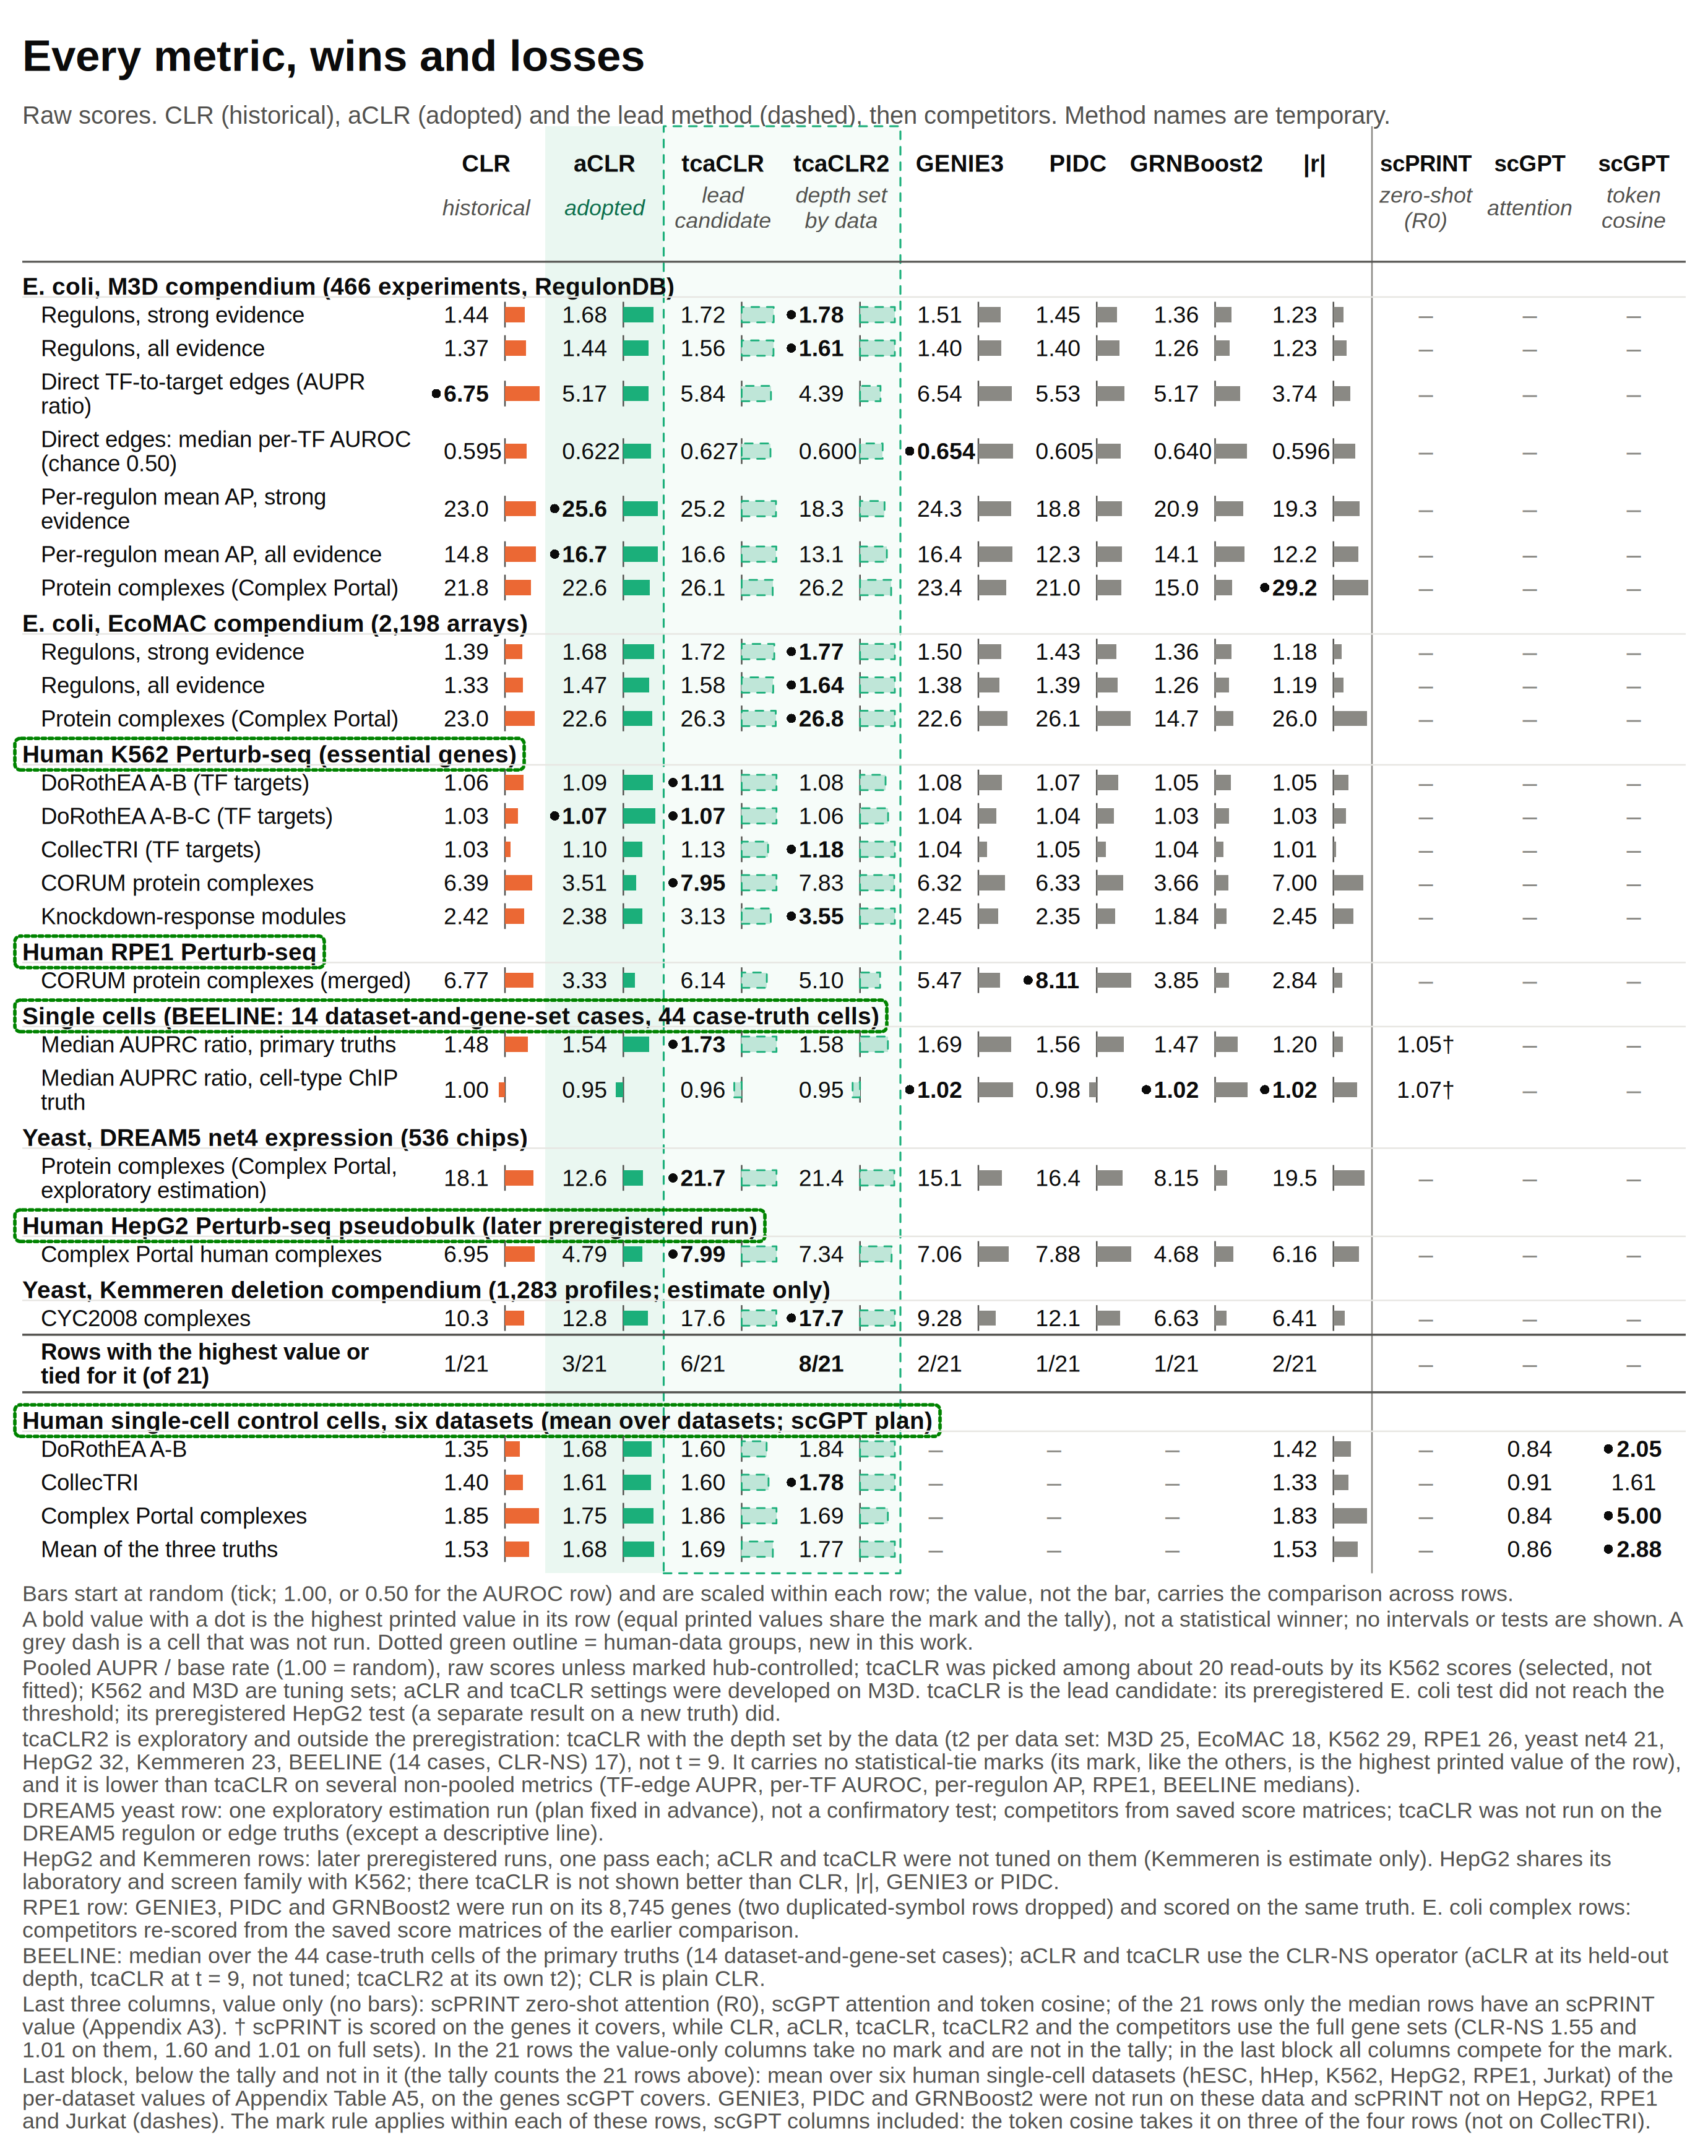 Every metric, wins and losses
Raw scores. CLR (historical), aCLR (adopted) and the lead method (dashed), then competitors. Method names are temporary.
CLR aCLR tcaCLR tcaCLR2 GENIE3 PIDC GRNBoost2 |r| scPRINT scGPT scGPT
historical adopted lead candidate depth set by data zero-shot (R0) attention token cosine
E. coli, M3D compendium (466 experiments, RegulonDB)
Regulons, strong evidence 1.44 1.68 1.72 •1.78 1.51 1.45 1.36 1.23 – – –
Regulons, all evidence 1.37 1.44 1.56 •1.61 1.40 1.40 1.26 1.23 – – –
Direct TF-to-target edges (AUPR
ratio) •6.75 5.17 5.84 4.39 6.54 5.53 5.17 3.74 – – –
Direct edges: median per-TF AUROC
(chance 0.50) 0.595 0.622 0.627 0.600 •0.654 0.605 0.640 0.596 – – –
Per-regulon mean AP, strong
evidence 23.0 •25.6 25.2 18.3 24.3 18.8 20.9 19.3 – – –
Per-regulon mean AP, all evidence 14.8 •16.7 16.6 13.1 16.4 12.3 14.1 12.2 – – –
Protein complexes (Complex Portal) 21.8 22.6 26.1 26.2 23.4 21.0 15.0 •29.2 – – –
E. coli, EcoMAC compendium (2,198 arrays)
Regulons, strong evidence 1.39 1.68 1.72 •1.77 1.50 1.43 1.36 1.18 – – –
Regulons, all evidence 1.33 1.47 1.58 •1.64 1.38 1.39 1.26 1.19 – – –
Protein complexes (Complex Portal) 23.0 22.6 26.3 •26.8 22.6 26.1 14.7 26.0 – – –
Human K562 Perturb-seq (essential genes)
DoRothEA A-B (TF targets) 1.06 1.09 •1.11 1.08 1.08 1.07 1.05 1.05 – – –
DoRothEA A-B-C (TF targets) 1.03 •1.07 •1.07 1.06 1.04 1.04 1.03 1.03 – – –
CollecTRI (TF targets) 1.03 1.10 1.13 •1.18 1.04 1.05 1.04 1.01 – – –
CORUM protein complexes 6.39 3.51 •7.95 7.83 6.32 6.33 3.66 7.00 – – –
Knockdown-response modules 2.42 2.38 3.13 •3.55 2.45 2.35 1.84 2.45 – – –
Human RPE1 Perturb-seq
CORUM protein complexes (merged) 6.77 3.33 6.14 5.10 5.47 •8.11 3.85 2.84 – – –
Single cells (BEELINE: 14 dataset-and-gene-set cases, 44 case-truth cells)
Median AUPRC ratio, primary truths 1.48 1.54 •1.73 1.58 1.69 1.56 1.47 1.20 1.05† – –
Median AUPRC ratio, cell-type ChIP
truth 1.00 0.95 0.96 0.95 •1.02 0.98 •1.02 •1.02 1.07† – –
Yeast, DREAM5 net4 expression (536 chips)
Protein complexes (Complex Portal,
exploratory estimation) 18.1 12.6 •21.7 21.4 15.1 16.4 8.15 19.5 – – –
Human HepG2 Perturb-seq pseudobulk (later preregistered run)
Complex Portal human complexes 6.95 4.79 •7.99 7.34 7.06 7.88 4.68 6.16 – – –
Yeast, Kemmeren deletion compendium (1,283 profiles; estimate only)
CYC2008 complexes 10.3 12.8 17.6 •17.7 9.28 12.1 6.63 6.41 – – –
Rows with the highest value or
tied for it (of 21) 1/21 3/21 6/21 8/21 2/21 1/21 1/21 2/21 – – –
Human single-cell control cells, six datasets (mean over datasets; scGPT plan)
DoRothEA A-B 1.35 1.68 1.60 1.84 – – – 1.42 – 0.84 •2.05
CollecTRI 1.40 1.61 1.60 •1.78 – – – 1.33 – 0.91 1.61
Complex Portal complexes 1.85 1.75 1.86 1.69 – – – 1.83 – 0.84 •5.00
Mean of the three truths 1.53 1.68 1.69 1.77 – – – 1.53 – 0.86 •2.88
Bars start at random (tick; 1.00, or 0.50 for the AUROC row) and are scaled within each row; the value, not the bar, carries the comparison across rows.
A bold value with a dot is the highest printed value in its row (equal printed values share the mark and the tally), not a statistical winner; no intervals or tests are shown. A
grey dash is a cell that was not run. Dotted green outline = human-data groups, new in this work.
Pooled AUPR / base rate (1.00 = random), raw scores unless marked hub-controlled; tcaCLR was picked among about 20 read-outs by its K562 scores (selected, not
fitted); K562 and M3D are tuning sets; aCLR and tcaCLR settings were developed on M3D. tcaCLR is the lead candidate: its preregistered E. coli test did not reach the
threshold; its preregistered HepG2 test (a separate result on a new truth) did.
tcaCLR2 is exploratory and outside the preregistration: tcaCLR with the depth set by the data (t2 per data set: M3D 25, EcoMAC 18, K562 29, RPE1 26, yeast net4 21,
HepG2 32, Kemmeren 23, BEELINE (14 cases, CLR-NS) 17), not t = 9. It carries no statistical-tie marks (its mark, like the others, is the highest printed value of the row),
and it is lower than tcaCLR on several non-pooled metrics (TF-edge AUPR, per-TF AUROC, per-regulon AP, RPE1, BEELINE medians).
DREAM5 yeast row: one exploratory estimation run (plan fixed in advance), not a confirmatory test; competitors from saved score matrices; tcaCLR was not run on the
DREAM5 regulon or edge truths (except a descriptive line).
HepG2 and Kemmeren rows: later preregistered runs, one pass each; aCLR and tcaCLR were not tuned on them (Kemmeren is estimate only). HepG2 shares its
laboratory and screen family with K562; there tcaCLR is not shown better than CLR, |r|, GENIE3 or PIDC.
RPE1 row: GENIE3, PIDC and GRNBoost2 were run on its 8,745 genes (two duplicated-symbol rows dropped) and scored on the same truth. E. coli complex rows:
competitors re-scored from the saved score matrices of the earlier comparison.
BEELINE: median over the 44 case-truth cells of the primary truths (14 dataset-and-gene-set cases); aCLR and tcaCLR use the CLR-NS operator (aCLR at its held-out
depth, tcaCLR at t = 9, not tuned; tcaCLR2 at its own t2); CLR is plain CLR.
Last three columns, value only (no bars): scPRINT zero-shot attention (R0), scGPT attention and token cosine; of the 21 rows only the median rows have an scPRINT
value (Appendix A3). † scPRINT is scored on the genes it covers, while CLR, aCLR, tcaCLR, tcaCLR2 and the competitors use the full gene sets (CLR-NS 1.55 and
1.01 on them, 1.60 and 1.01 on full sets). In the 21 rows the value-only columns take no mark and are not in the tally; in the last block all columns compete for the mark.
Last block, below the tally and not in it (the tally counts the 21 rows above): mean over six human single-cell datasets (hESC, hHep, K562, HepG2, RPE1, Jurkat) of the
per-dataset values of Appendix Table A5, on the genes scGPT covers. GENIE3, PIDC and GRNBoost2 were not run on these data and scPRINT not on HepG2, RPE1
and Jurkat (dashes). The mark rule applies within each of these rows, scGPT columns included: the token cosine takes it on three of the four rows (not on CollecTRI).